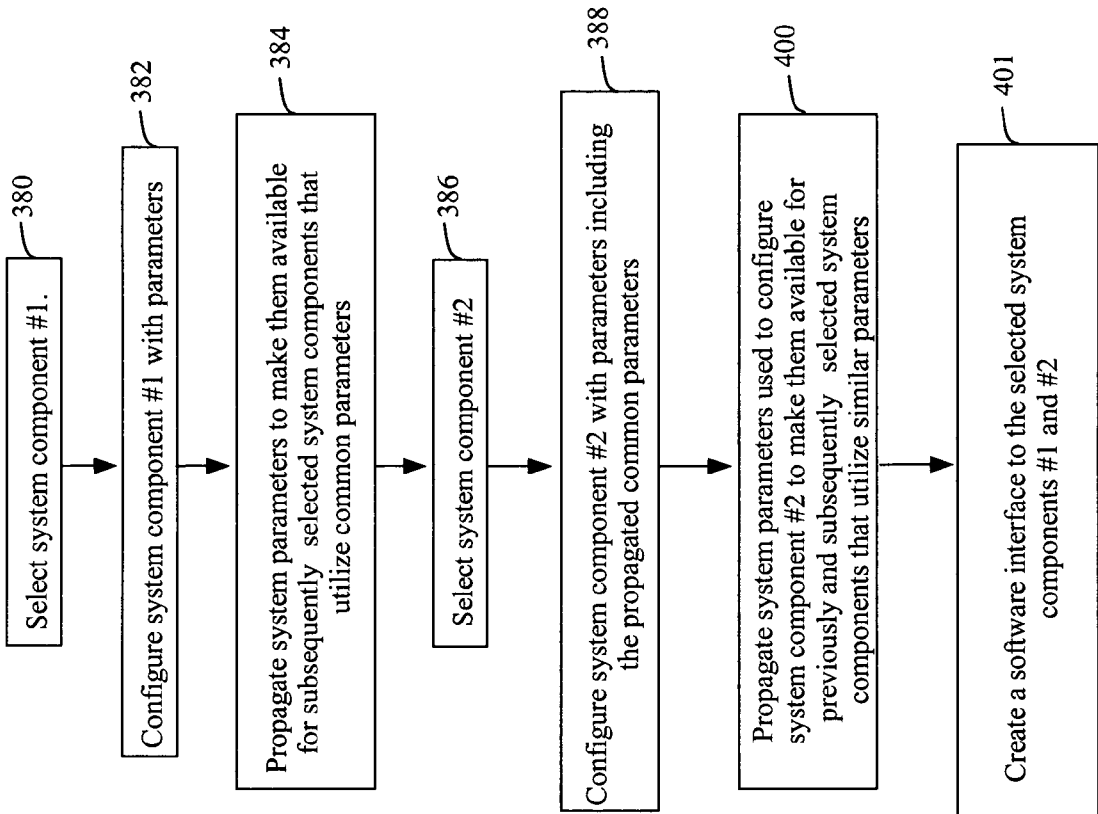 Select system component #1.
380
Configure system component #1 with parameters
382
Propagate system parameters to make them available
for subsequently selected system components that
utilize common parameters
384
Select system component #2
386
Configure system component #2 with parameters including
the propagated common parameters
388
Propagate system parameters used to configure
system component #2 to make them available for
previously and subsequently selected system
components that utilize similar parameters
400
Create a software interface to the selected system
components #1 and #2
401